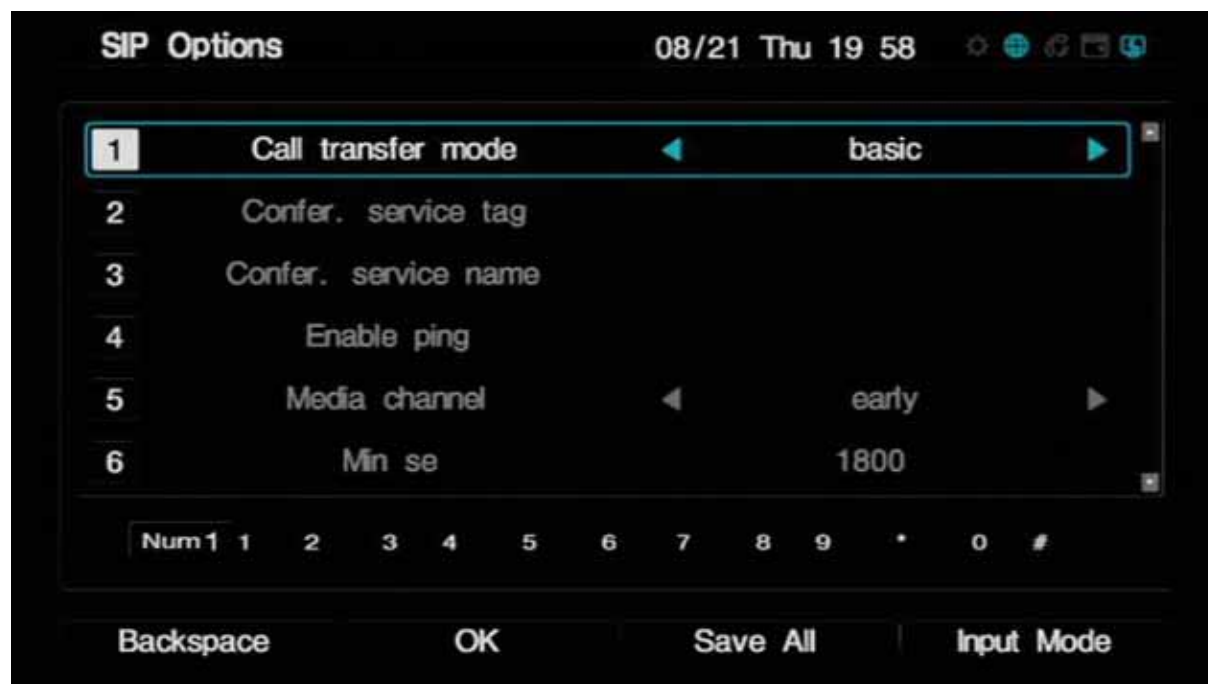 SIP Options 08/21 Thu 19 58
1 Call transfer mode basic
2 Confer. service tag
3 Confer. service name
4 Enable ping
5 Media channel early
6 Min se 1800
Num1 1 2 3 4 5 6 7 8 9 * 0 #
Backspace OK Save All Input Mode